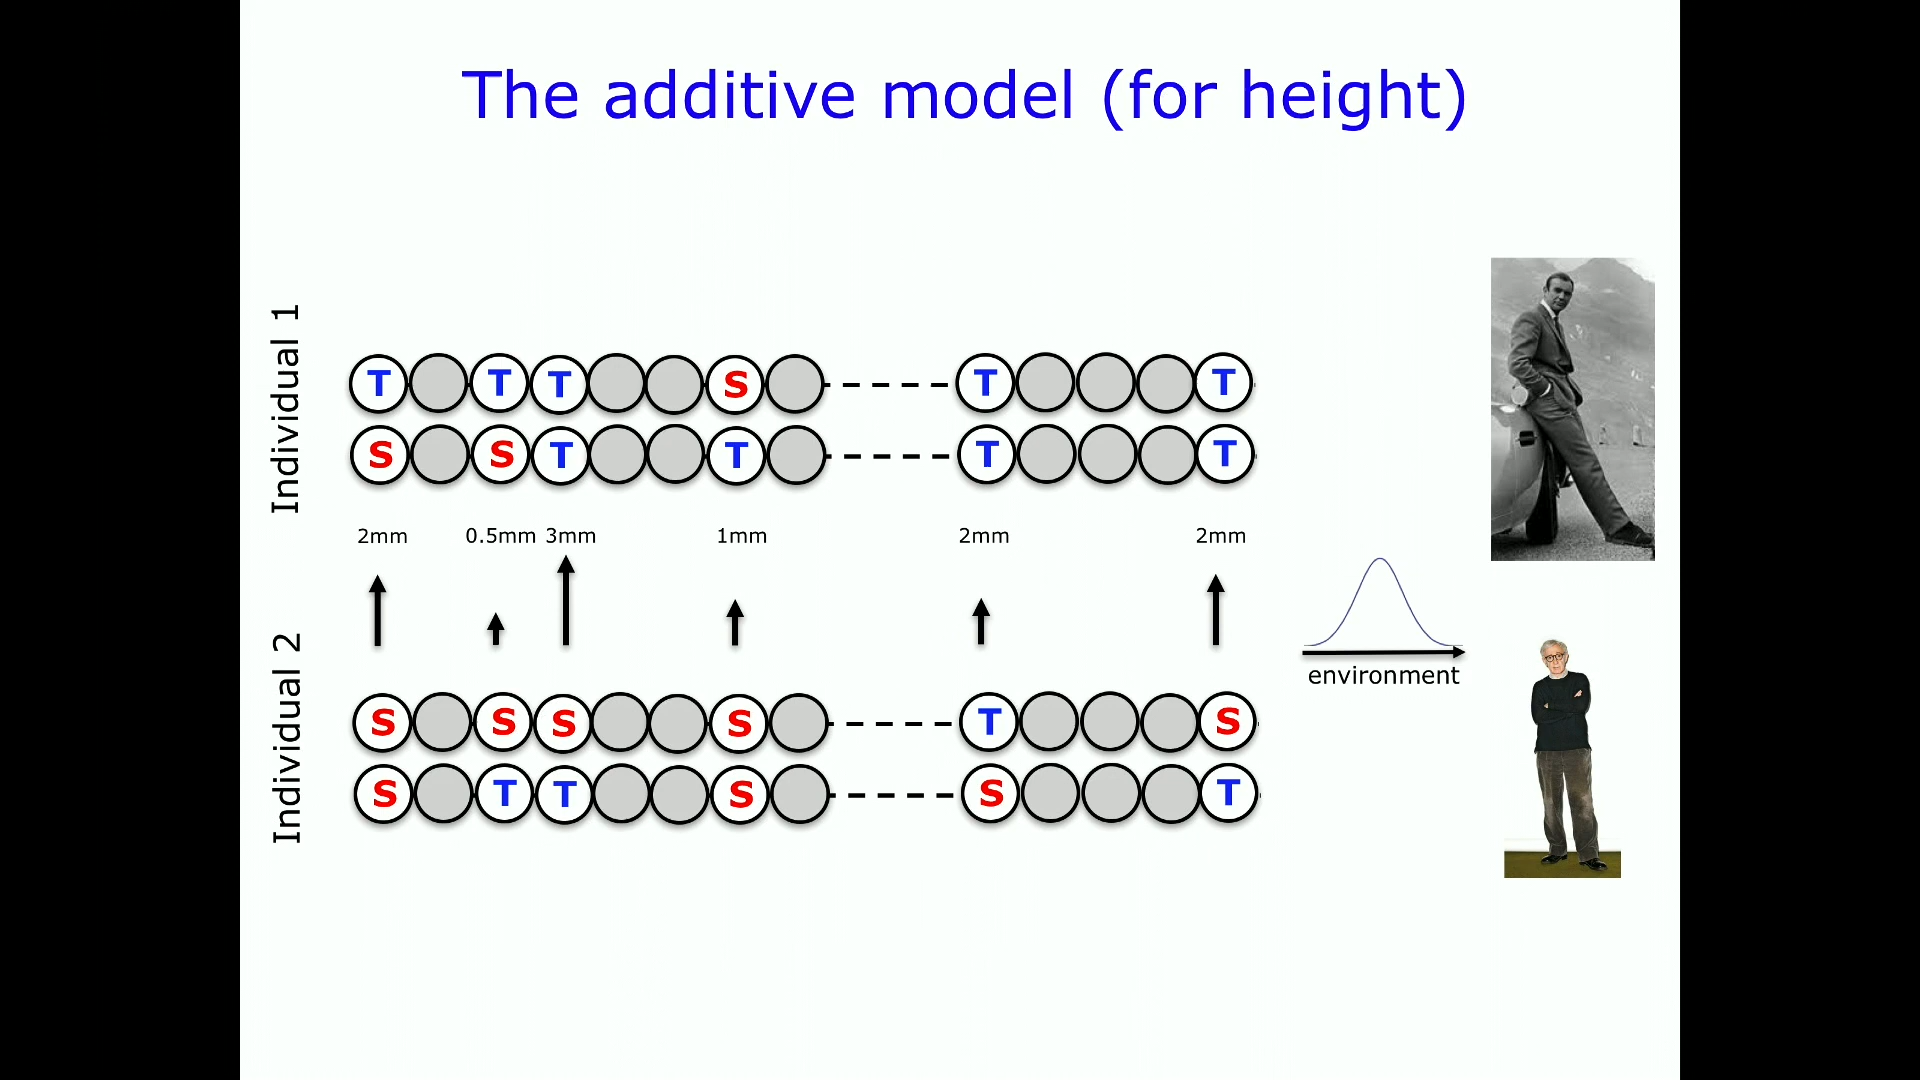 The additive model (for height)
Individual 1
T T T S T T
S S T T T T
2mm 0.5mm 3mm 1mm 2mm 2mm
environment
Individual 2
S S S S T S
S T T S S T